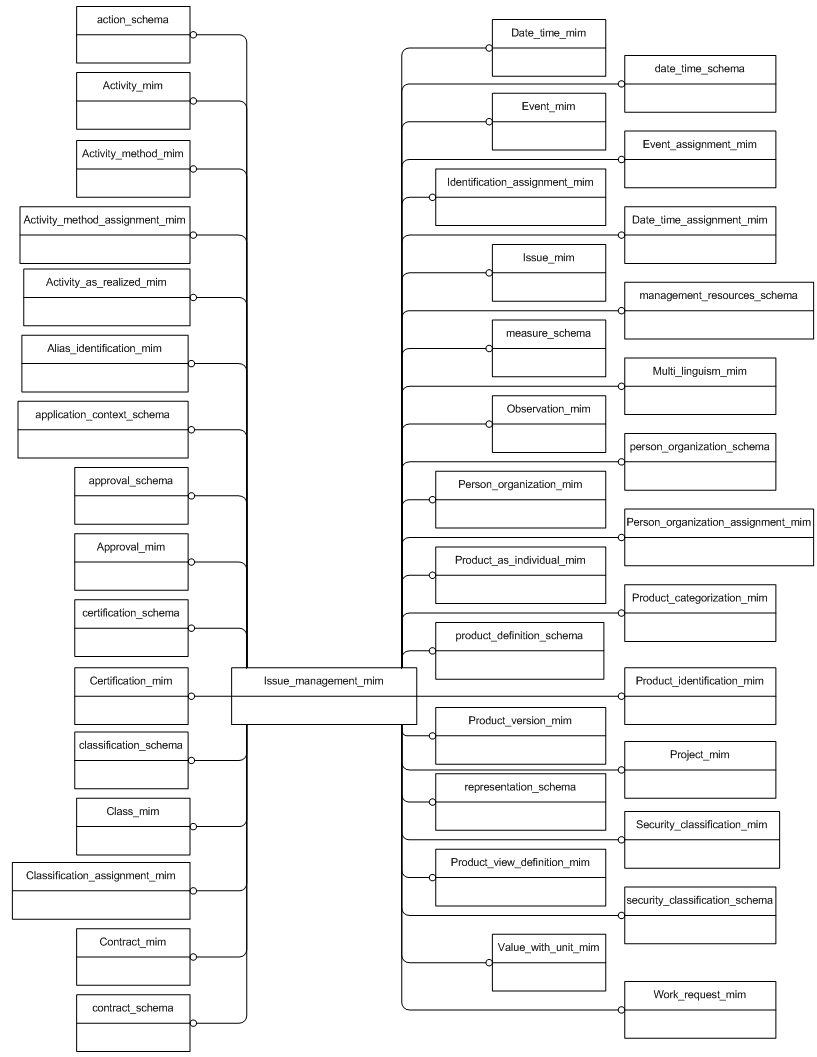 action_schema
Activity_mim
Activity_method_mim
Activity_method_assignment_mim
Activity_as_realized_mim
Alias_identification_mim
application_context_schema
approval_schema
Approval_mim
certification_schema
Certification_mim
classification_schema
Class_mim
Classification_assignment_mim
Contract_mim
contract_schema
Issue_management_mim
Date_time_mim
date_time_schema
Event_mim
Event_assignment_mim
Identification_assignment_mim
Date_time_assignment_mim
Issue_mim
management_resources_schema
measure_schema
Multi_linguism_mim
Observation_mim
person_organization_schema
Person_organization_mim
Person_organization_assignment_mim
Product_as_individual_mim
Product_categorization_mim
product_definition_schema
Product_identification_mim
Product_version_mim
Project_mim
representation_schema
Security_classification_mim
Product_view_definition_mim
security_classification_schema
Value_with_unit_mim
Work_request_mim